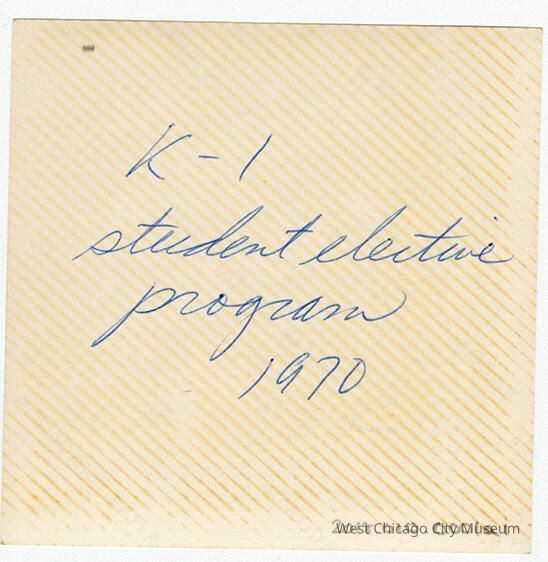 K-1
student elective
program
1970
West Chicago City Museum